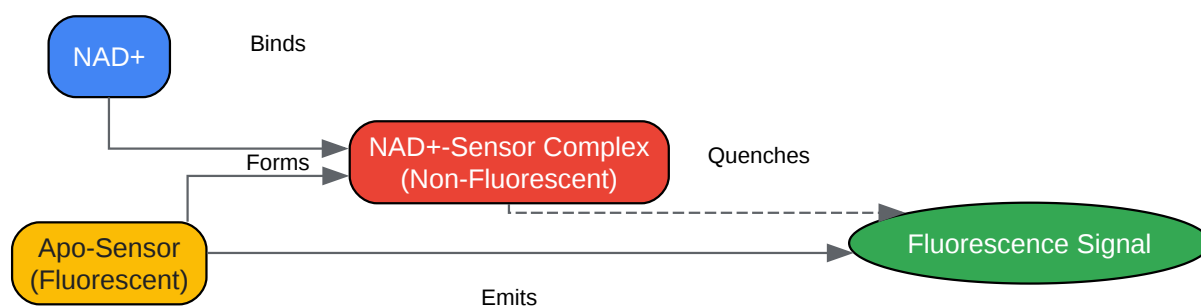 NAD+
Binds
Forms
NAD+-Sensor Complex
(Non-Fluorescent)
Quenches
Apo-Sensor
(Fluorescent)
Fluorescence Signal
Emits